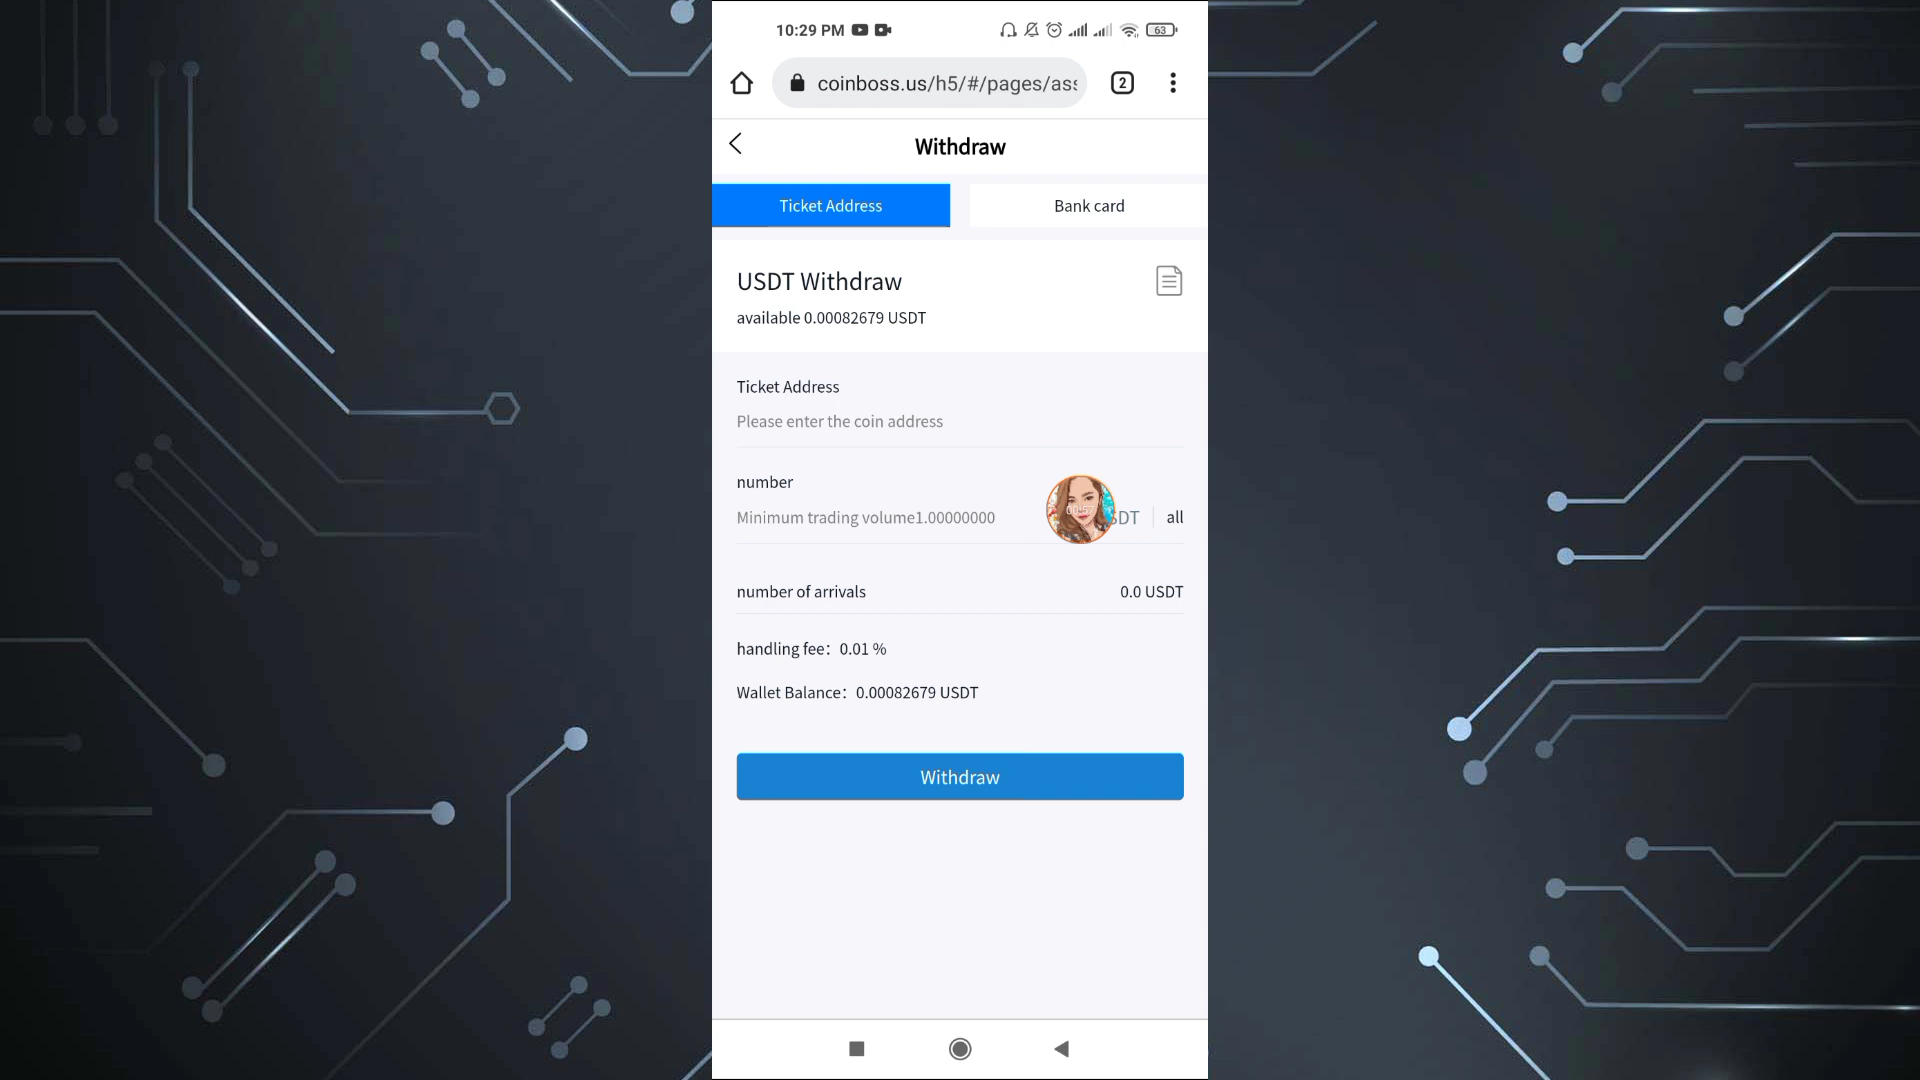 10:29 PM
63
coinboss.us/h5/#/pages/ass
2
Withdraw
Ticket Address
Bank card
USDT Withdraw
available 0.00082679 USDT
Ticket Address
Please enter the coin address
number
Minimum trading volume1.00000000 SDT all
number of arrivals 0.0 USDT
handling fee：0.01 %
Wallet Balance：0.00082679 USDT
Withdraw